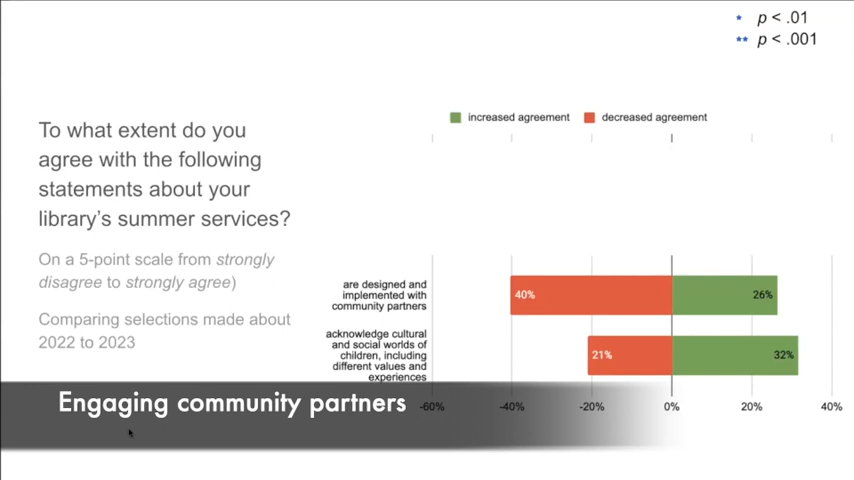 * p < .01
** p < .001
increased agreement decreased agreement
To what extent do you
agree with the following
statements about your
library's summer services?
On a 5-point scale from strongly
disagree to strongly agree)
Comparing selections made about
2022 to 2023
are designed and
implemented with
community partners
40% 26%
acknowledge cultural
and social worlds of
children, including
different values and
experiences
21% 32%
Engaging community partners
-60% -40% -20% 0% 20% 40%